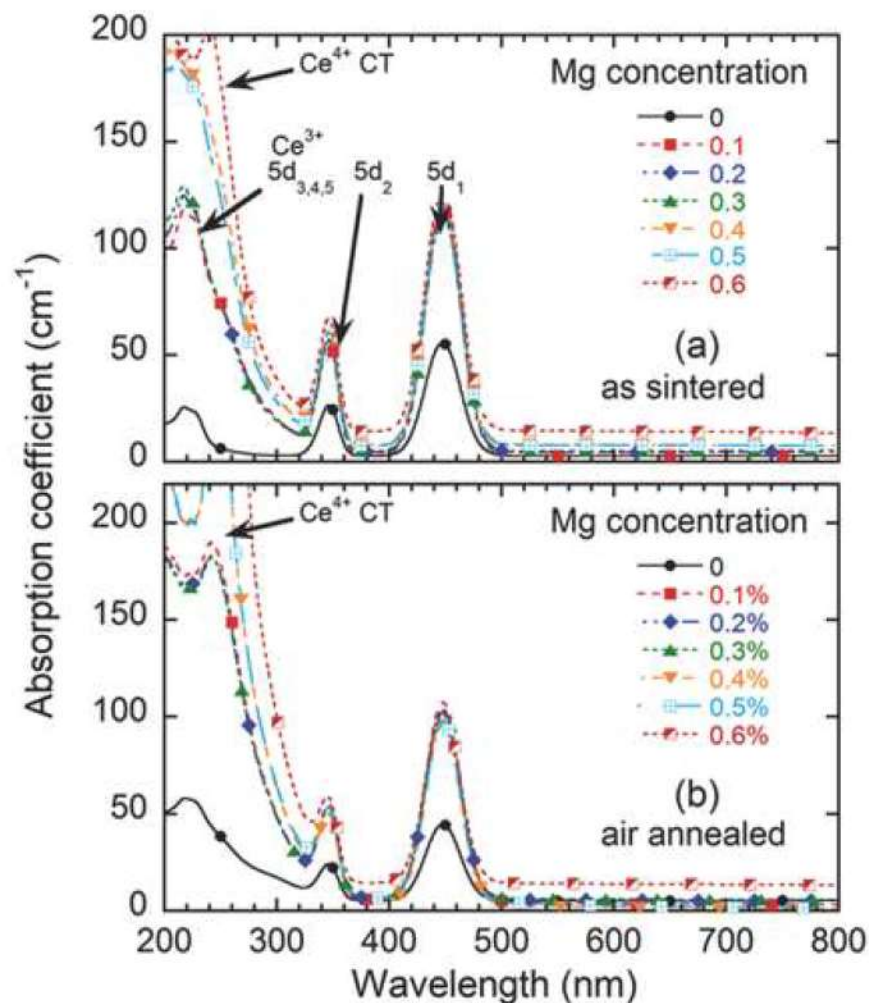 Absorption coefficient (cm⁻¹)
200
150
100
50
0
Ce⁴⁺ CT
Ce³⁺
5d₃,₄,₅
5d₂
5d₁
Mg concentration
0
0.1
0.2
0.3
0.4
0.5
0.6
(a)
as sintered
200
150
100
50
0
Ce⁴⁺ CT
Mg concentration
0
0.1%
0.2%
0.3%
0.4%
0.5%
0.6%
(b)
air annealed
200 300 400 500 600 700 800
Wavelength (nm)